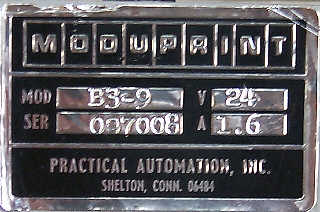 MODUPRINT
MOD B3-9 V 24
SER 007006 A 1.6
PRACTICAL AUTOMATION, INC.
SHELTON, CONN. 06484